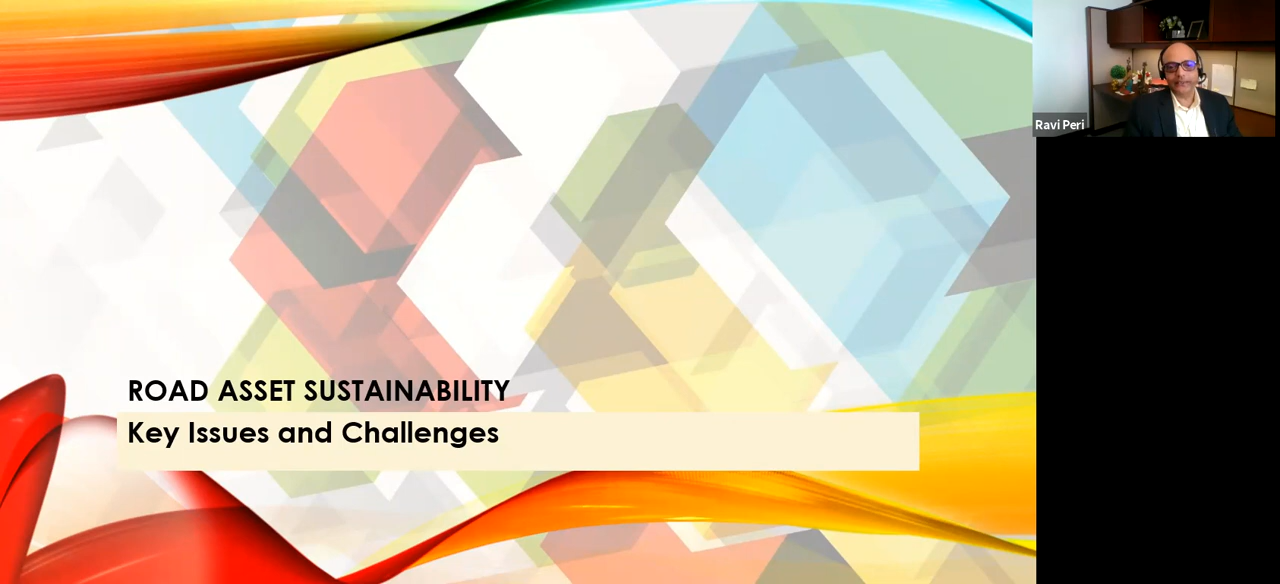 Ravi Peri
ROAD ASSET SUSTAINABILITY
Key Issues and Challenges